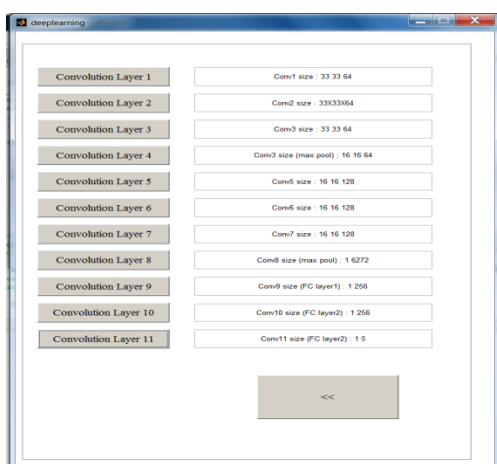 deeplearning
Convolution Layer 1 Conv1 size : 33 33 64
Convolution Layer 2 Conv2 size : 33X33X64
Convolution Layer 3 Conv3 size : 33 33 64
Convolution Layer 4 Conv3 size (max pool) : 16 16 64
Convolution Layer 5 Conv5 size : 16 16 128
Convolution Layer 6 Conv6 size : 16 16 128
Convolution Layer 7 Conv7 size : 16 16 128
Convolution Layer 8 Conv8 size (max pool) : 1 6272
Convolution Layer 9 Conv9 size (FC layer1) : 1 256
Convolution Layer 10 Conv10 size (FC layer2) : 1 256
Convolution Layer 11 Conv11 size (FC layer2) : 1 5
<<